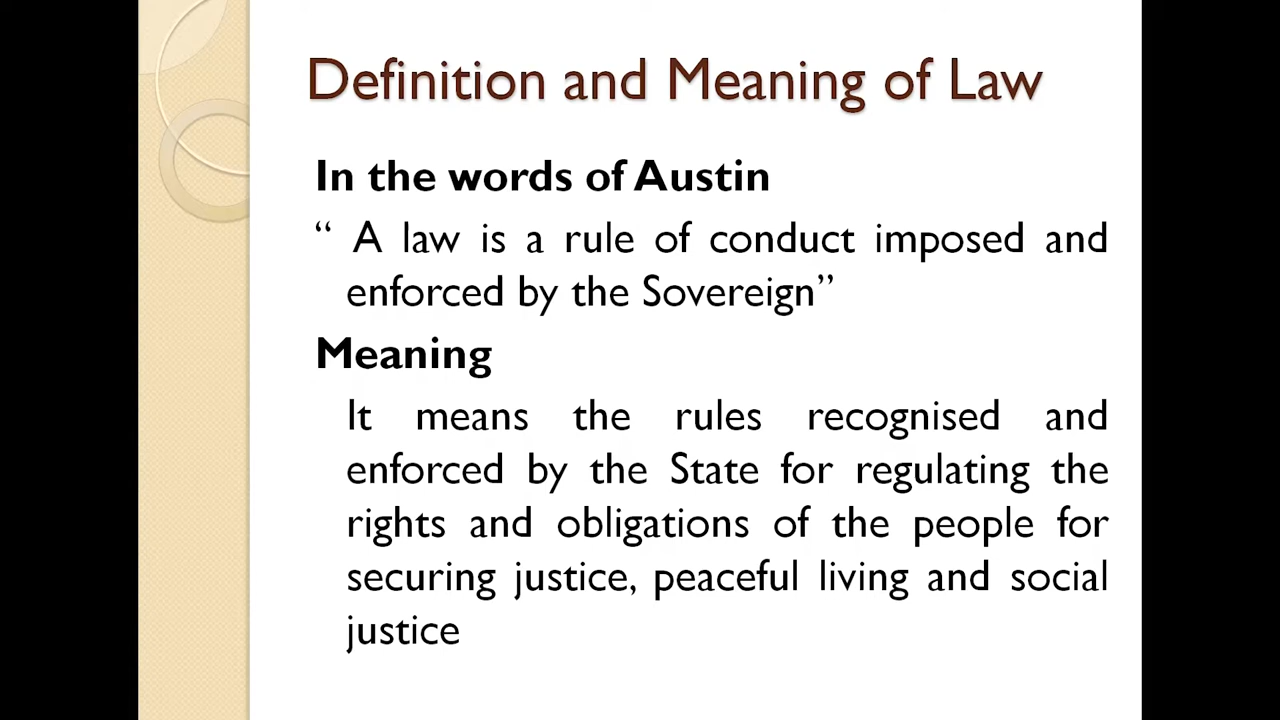 Definition and Meaning of Law
In the words of Austin
“ A law is a rule of conduct imposed and
enforced by the Sovereign”
Meaning
It means the rules recognised and
enforced by the State for regulating the
rights and obligations of the people for
securing justice, peaceful living and social
justice